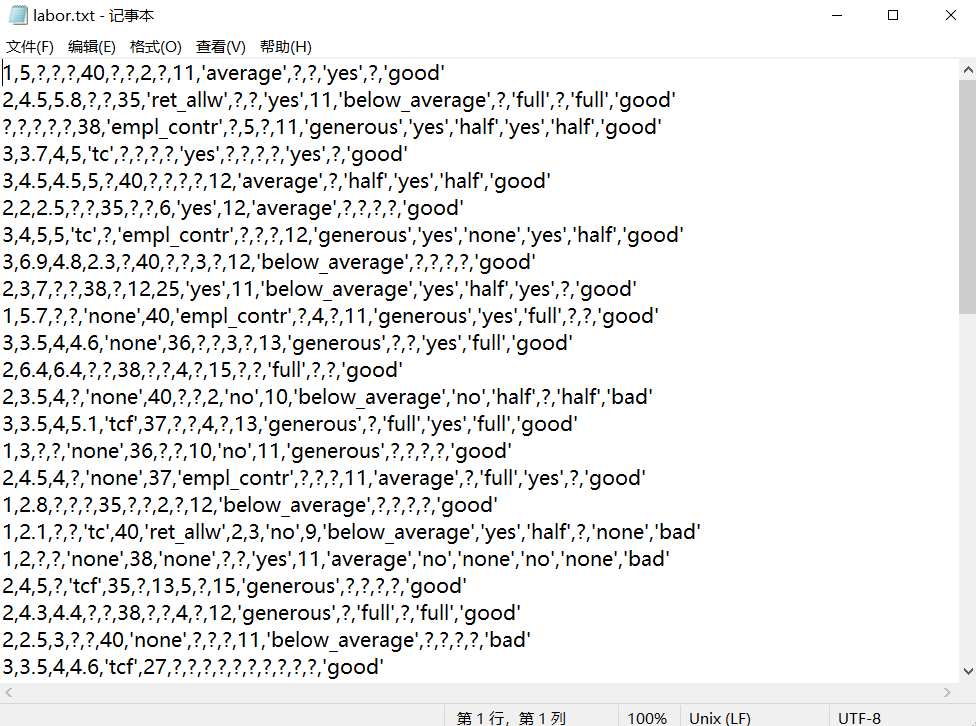 labor.txt - 记事本
文件(F) 编辑(E) 格式(O) 查看(V) 帮助(H)
1,5,?,?,?,40,?,?,2,?,11,'average',?,?,'yes',?,'good'
2,4.5,5.8,?,?,35,'ret_allw',?,?,'yes',11,'below_average',?,'full',?,'full','good'
?,?,?,?,?,38,'empl_contr',?,5,?,11,'generous','yes','half','yes','half','good'
3,3.7,4,5,'tc',?,?,?,?,'yes',?,?,?,?,'yes',?,'good'
3,4.5,4.5,5,?,40,?,?,?,?,12,'average',?,'half','yes','half','good'
2,2,2.5,?,?,35,?,?,6,'yes',12,'average',?,?,?,?,'good'
3,4,5,5,'tc',?,'empl_contr',?,?,?,12,'generous','yes','none','yes','half','good'
3,6.9,4.8,2.3,?,40,?,?,3,?,12,'below_average',?,?,?,?,'good'
2,3,7,?,?,38,?,12,25,'yes',11,'below_average','yes','half','yes',?,'good'
1,5.7,?,?,'none',40,'empl_contr',?,4,?,11,'generous','yes','full',?,?,'good'
3,3.5,4,4.6,'none',36,?,?,3,?,13,'generous',?,?,'yes','full','good'
2,6.4,6.4,?,?,38,?,?,4,?,15,?,?,'full',?,?,'good'
2,3.5,4,?,'none',40,?,?,2,'no',10,'below_average','no','half',?,'half','bad'
3,3.5,4,5.1,'tcf',37,?,?,4,?,13,'generous',?,'full','yes','full','good'
1,3,?,?,'none',36,?,?,10,'no',11,'generous',?,?,?,?,'good'
2,4.5,4,?,'none',37,'empl_contr',?,?,?,11,'average',?,'full','yes',?,'good'
1,2.8,?,?,?,35,?,?,2,?,12,'below_average',?,?,?,?,'good'
1,2.1,?,?,'tc',40,'ret_allw',2,3,'no',9,'below_average','yes','half',?,'none','bad'
1,2,?,?,'none',38,'none',?,?,'yes',11,'average','no','none','no','none','bad'
2,4,5,?,'tcf',35,?,13,5,?,15,'generous',?,?,?,?,'good'
2,4.3,4.4,?,?,38,?,?,4,?,12,'generous',?,'full',?,'full','good'
2,2.5,3,?,?,40,'none',?,?,?,11,'below_average',?,?,?,?,'bad'
3,3.5,4,4.6,'tcf',27,?,?,?,?,?,?,?,?,?,?,'good'
第 1 行，第 1 列 100% Unix (LF) UTF-8